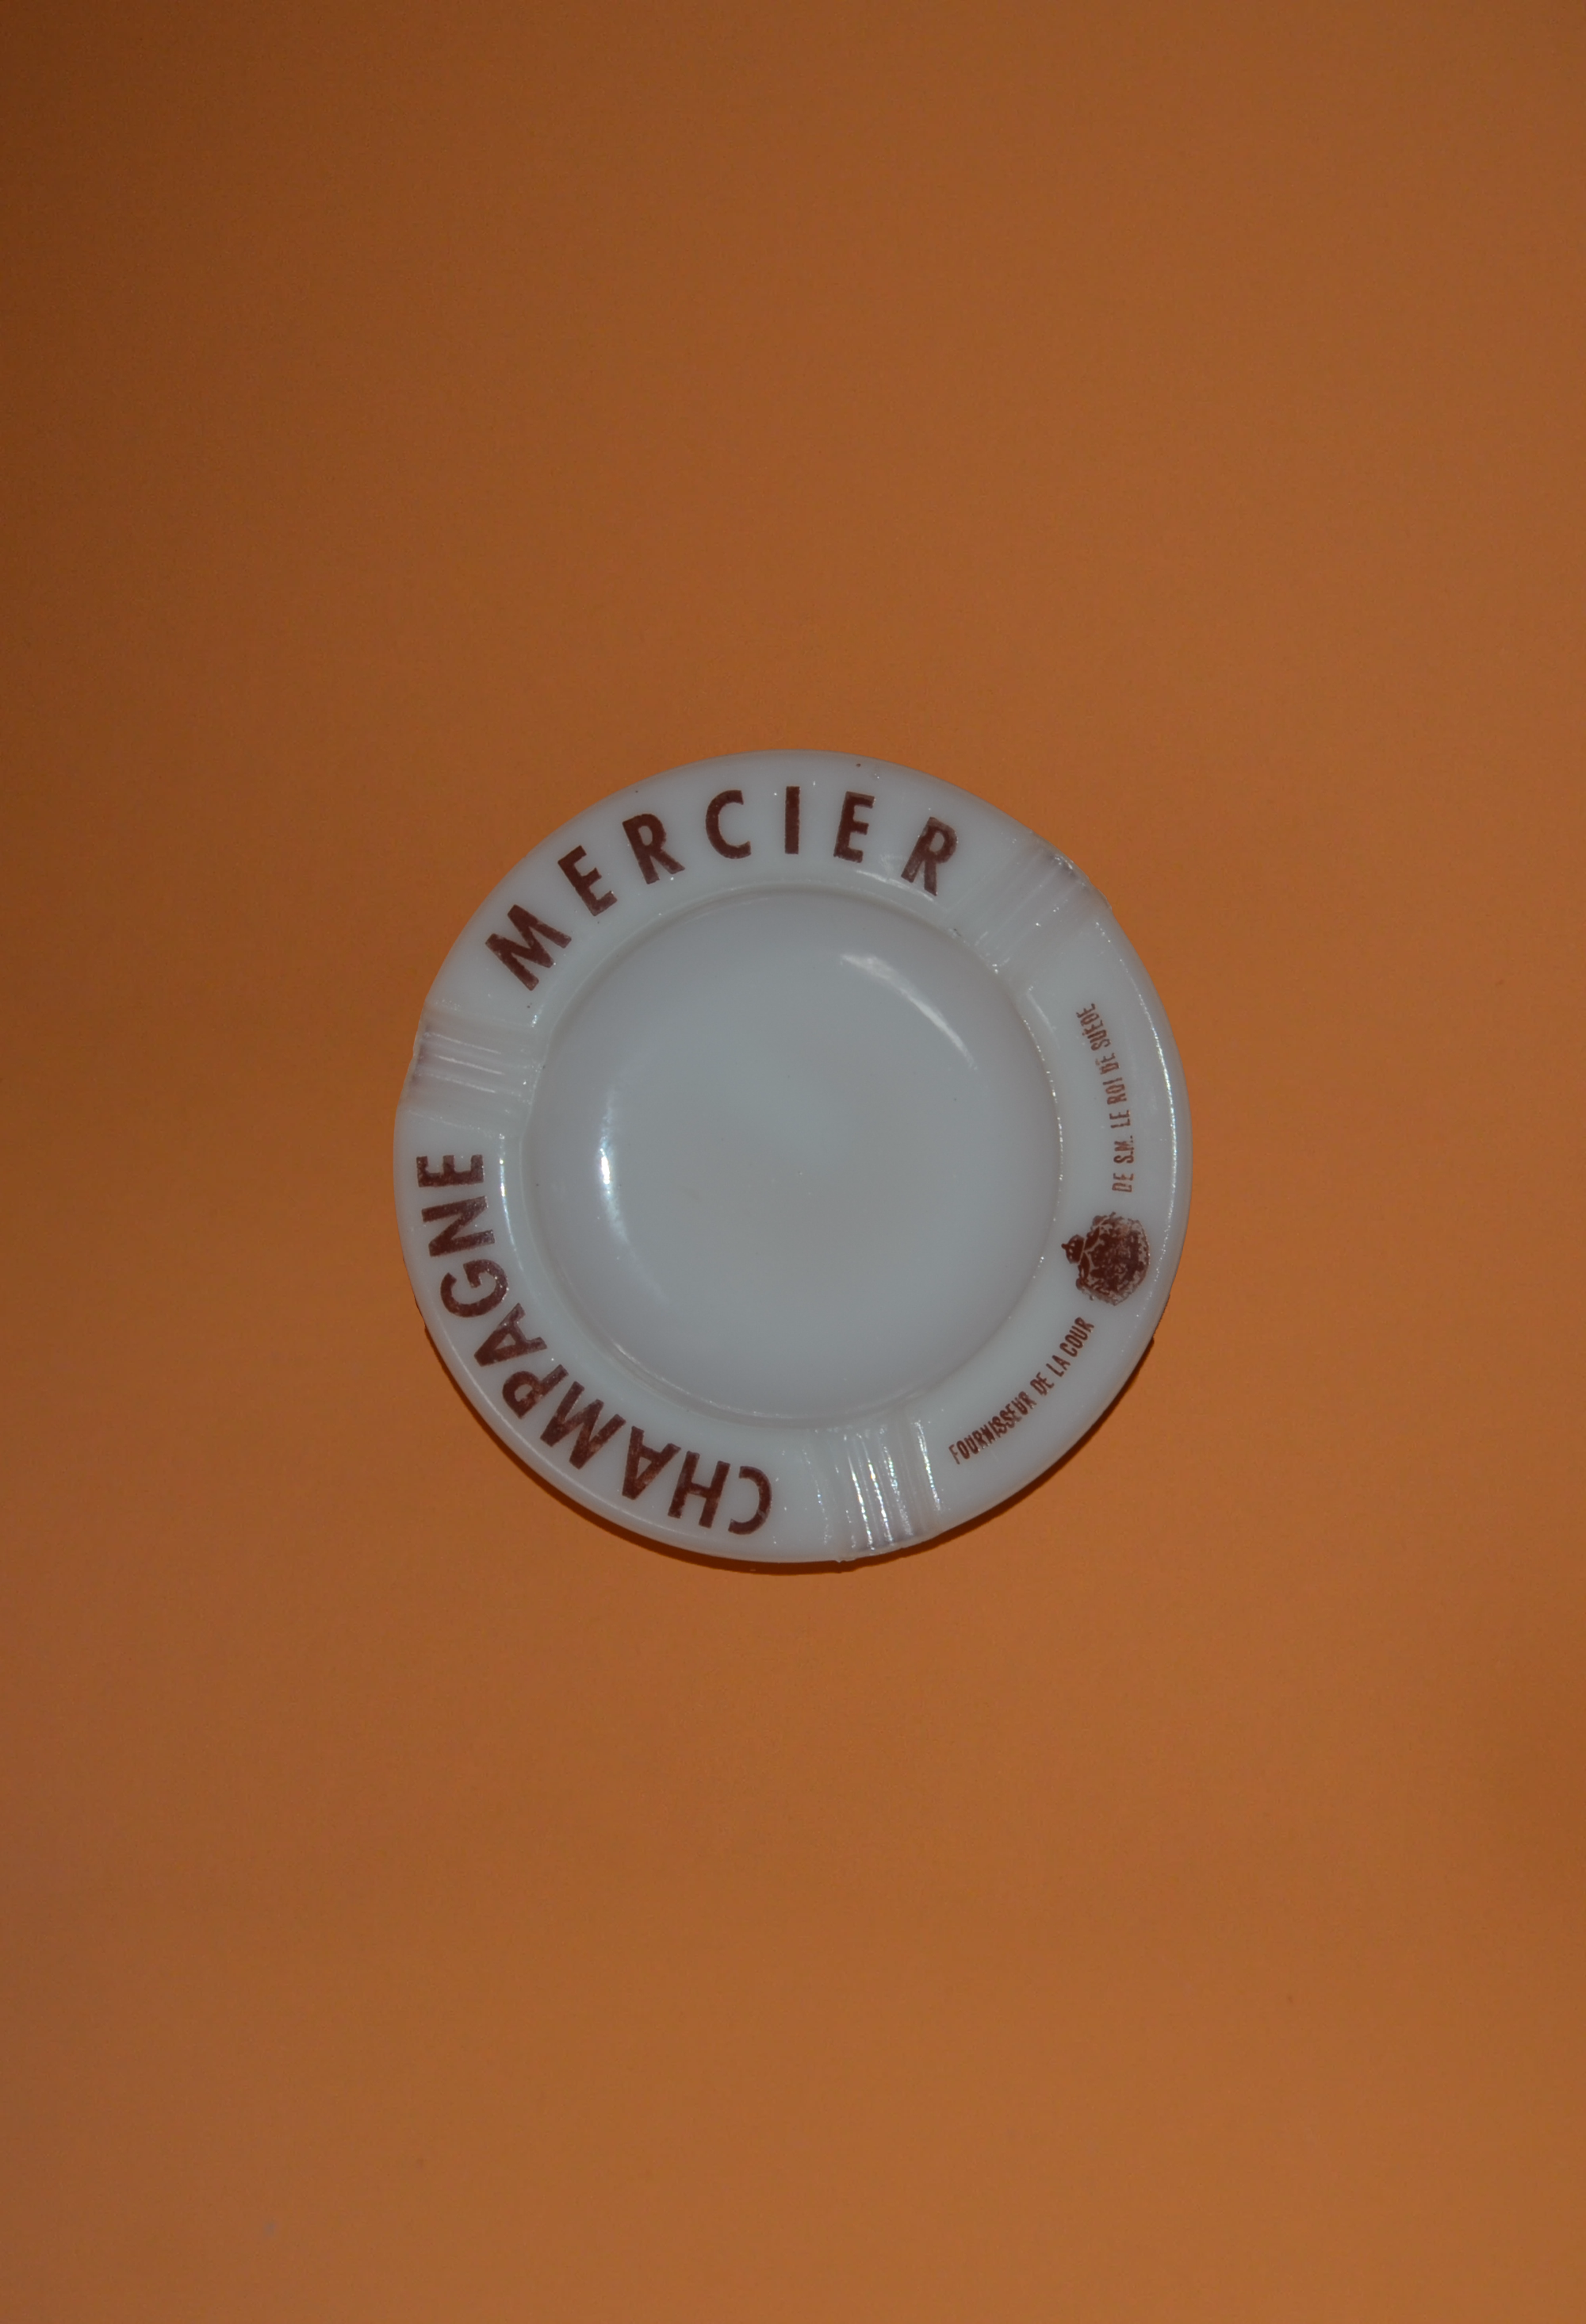 CHAMPAGNE
MERCIER
FOURNISSEUR DE LA COUR
DE S.M. LE ROI DE SUÈDE